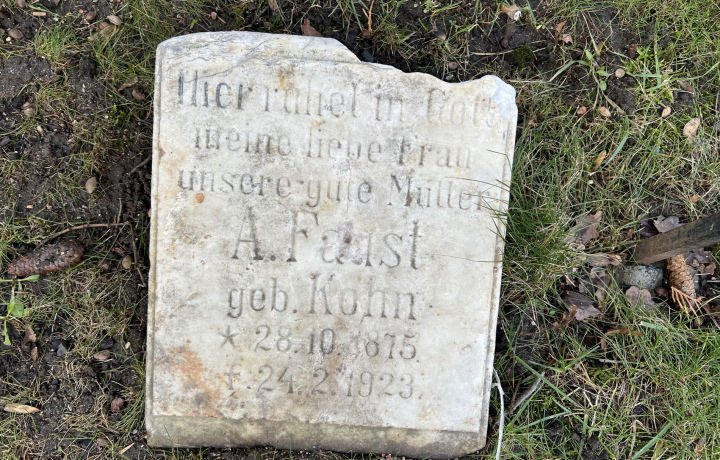 Hier ruhet in Gott
meine liebe Frau
unsere gute Mutter
A. Faust
geb. Kohn
* 28.10.1875.
† 24.2.1923.